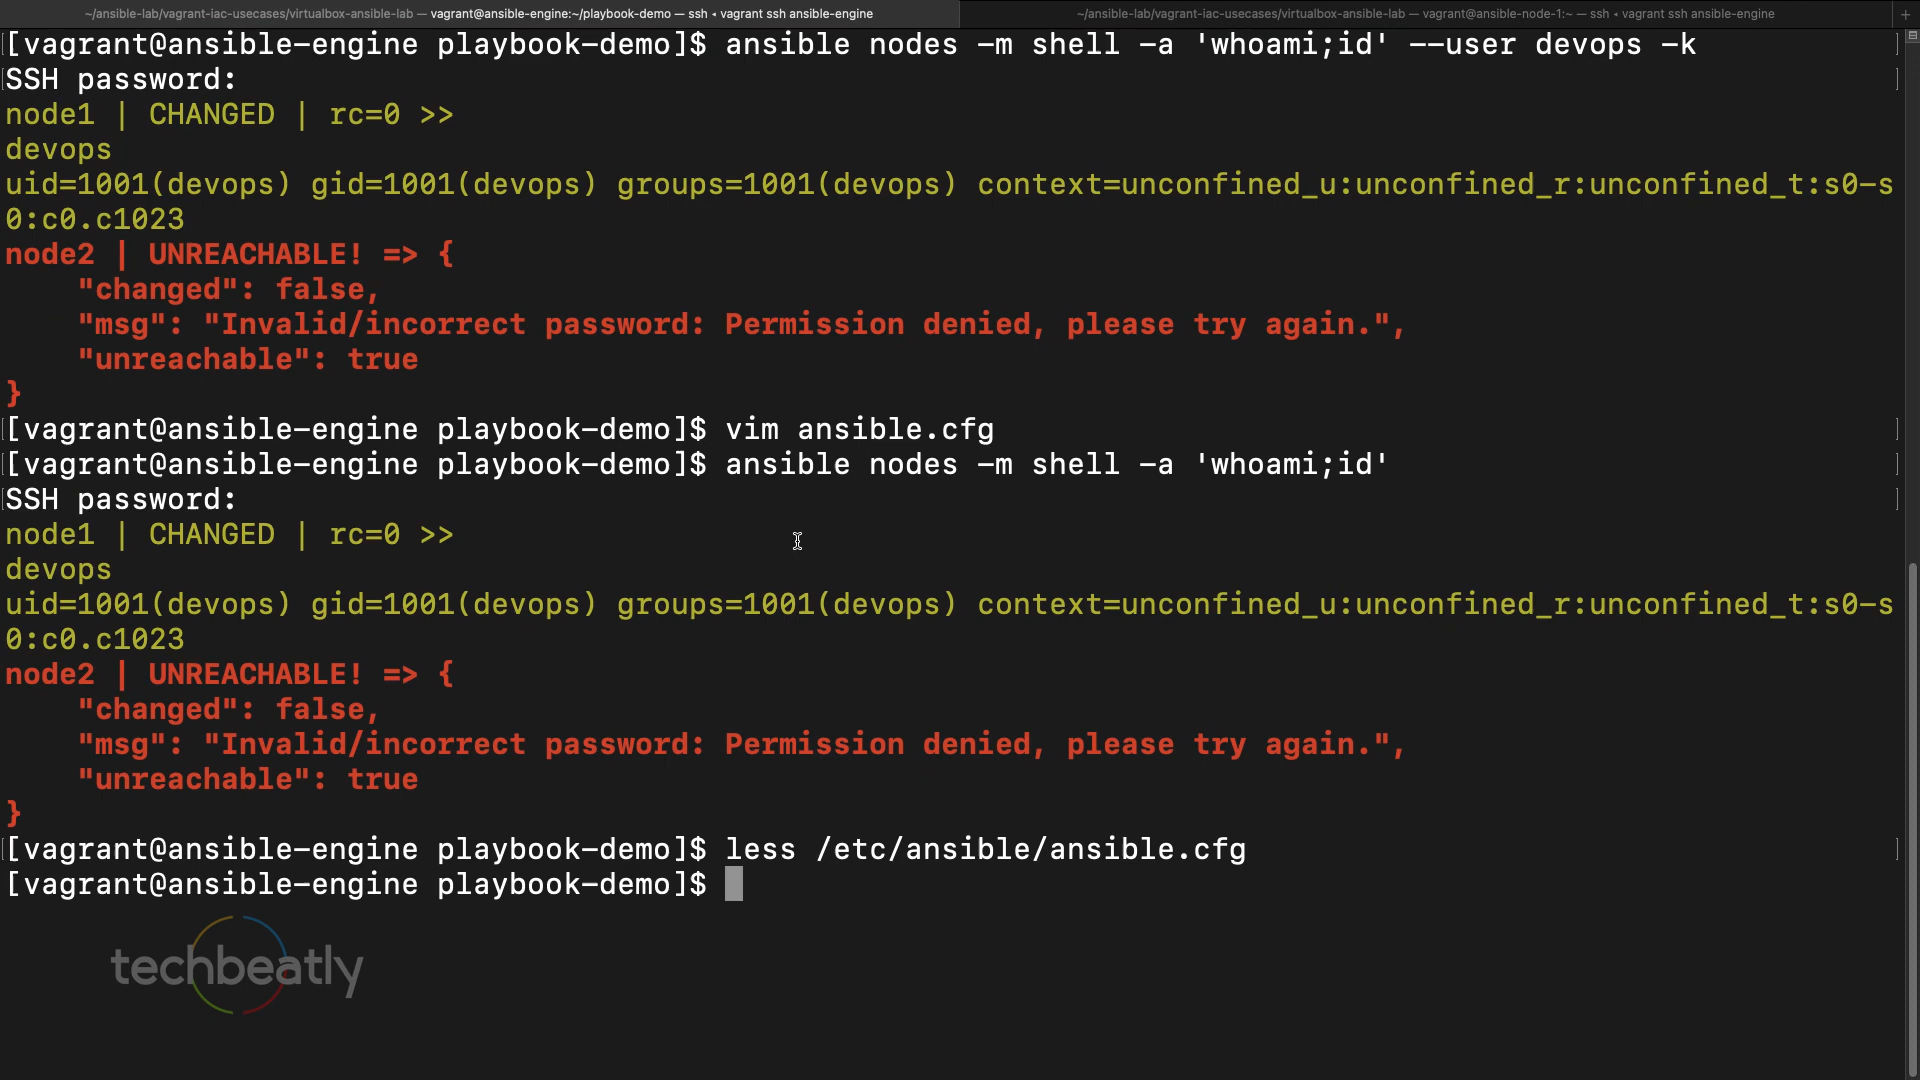 ~/ansible-lab/vagrant-iac-usecases/virtualbox-ansible-lab — vagrant@ansible-engine:~/playbook-demo — ssh ◂ vagrant ssh ansible-engine
~/ansible-lab/vagrant-iac-usecases/virtualbox-ansible-lab — vagrant@ansible-node-1:~ — ssh ◂ vagrant ssh ansible-engine +
[vagrant@ansible-engine playbook-demo]$ ansible nodes -m shell -a 'whoami;id' --user devops -k
SSH password:
node1 | CHANGED | rc=0 >>
devops
uid=1001(devops) gid=1001(devops) groups=1001(devops) context=unconfined_u:unconfined_r:unconfined_t:s0-s
0:c0.c1023
node2 | UNREACHABLE! => {
    "changed": false,
    "msg": "Invalid/incorrect password: Permission denied, please try again.",
    "unreachable": true
}
[vagrant@ansible-engine playbook-demo]$ vim ansible.cfg
[vagrant@ansible-engine playbook-demo]$ ansible nodes -m shell -a 'whoami;id'
SSH password:
node1 | CHANGED | rc=0 >>
devops
uid=1001(devops) gid=1001(devops) groups=1001(devops) context=unconfined_u:unconfined_r:unconfined_t:s0-s
0:c0.c1023
node2 | UNREACHABLE! => {
    "changed": false,
    "msg": "Invalid/incorrect password: Permission denied, please try again.",
    "unreachable": true
}
[vagrant@ansible-engine playbook-demo]$ less /etc/ansible/ansible.cfg
[vagrant@ansible-engine playbook-demo]$
techbeatly